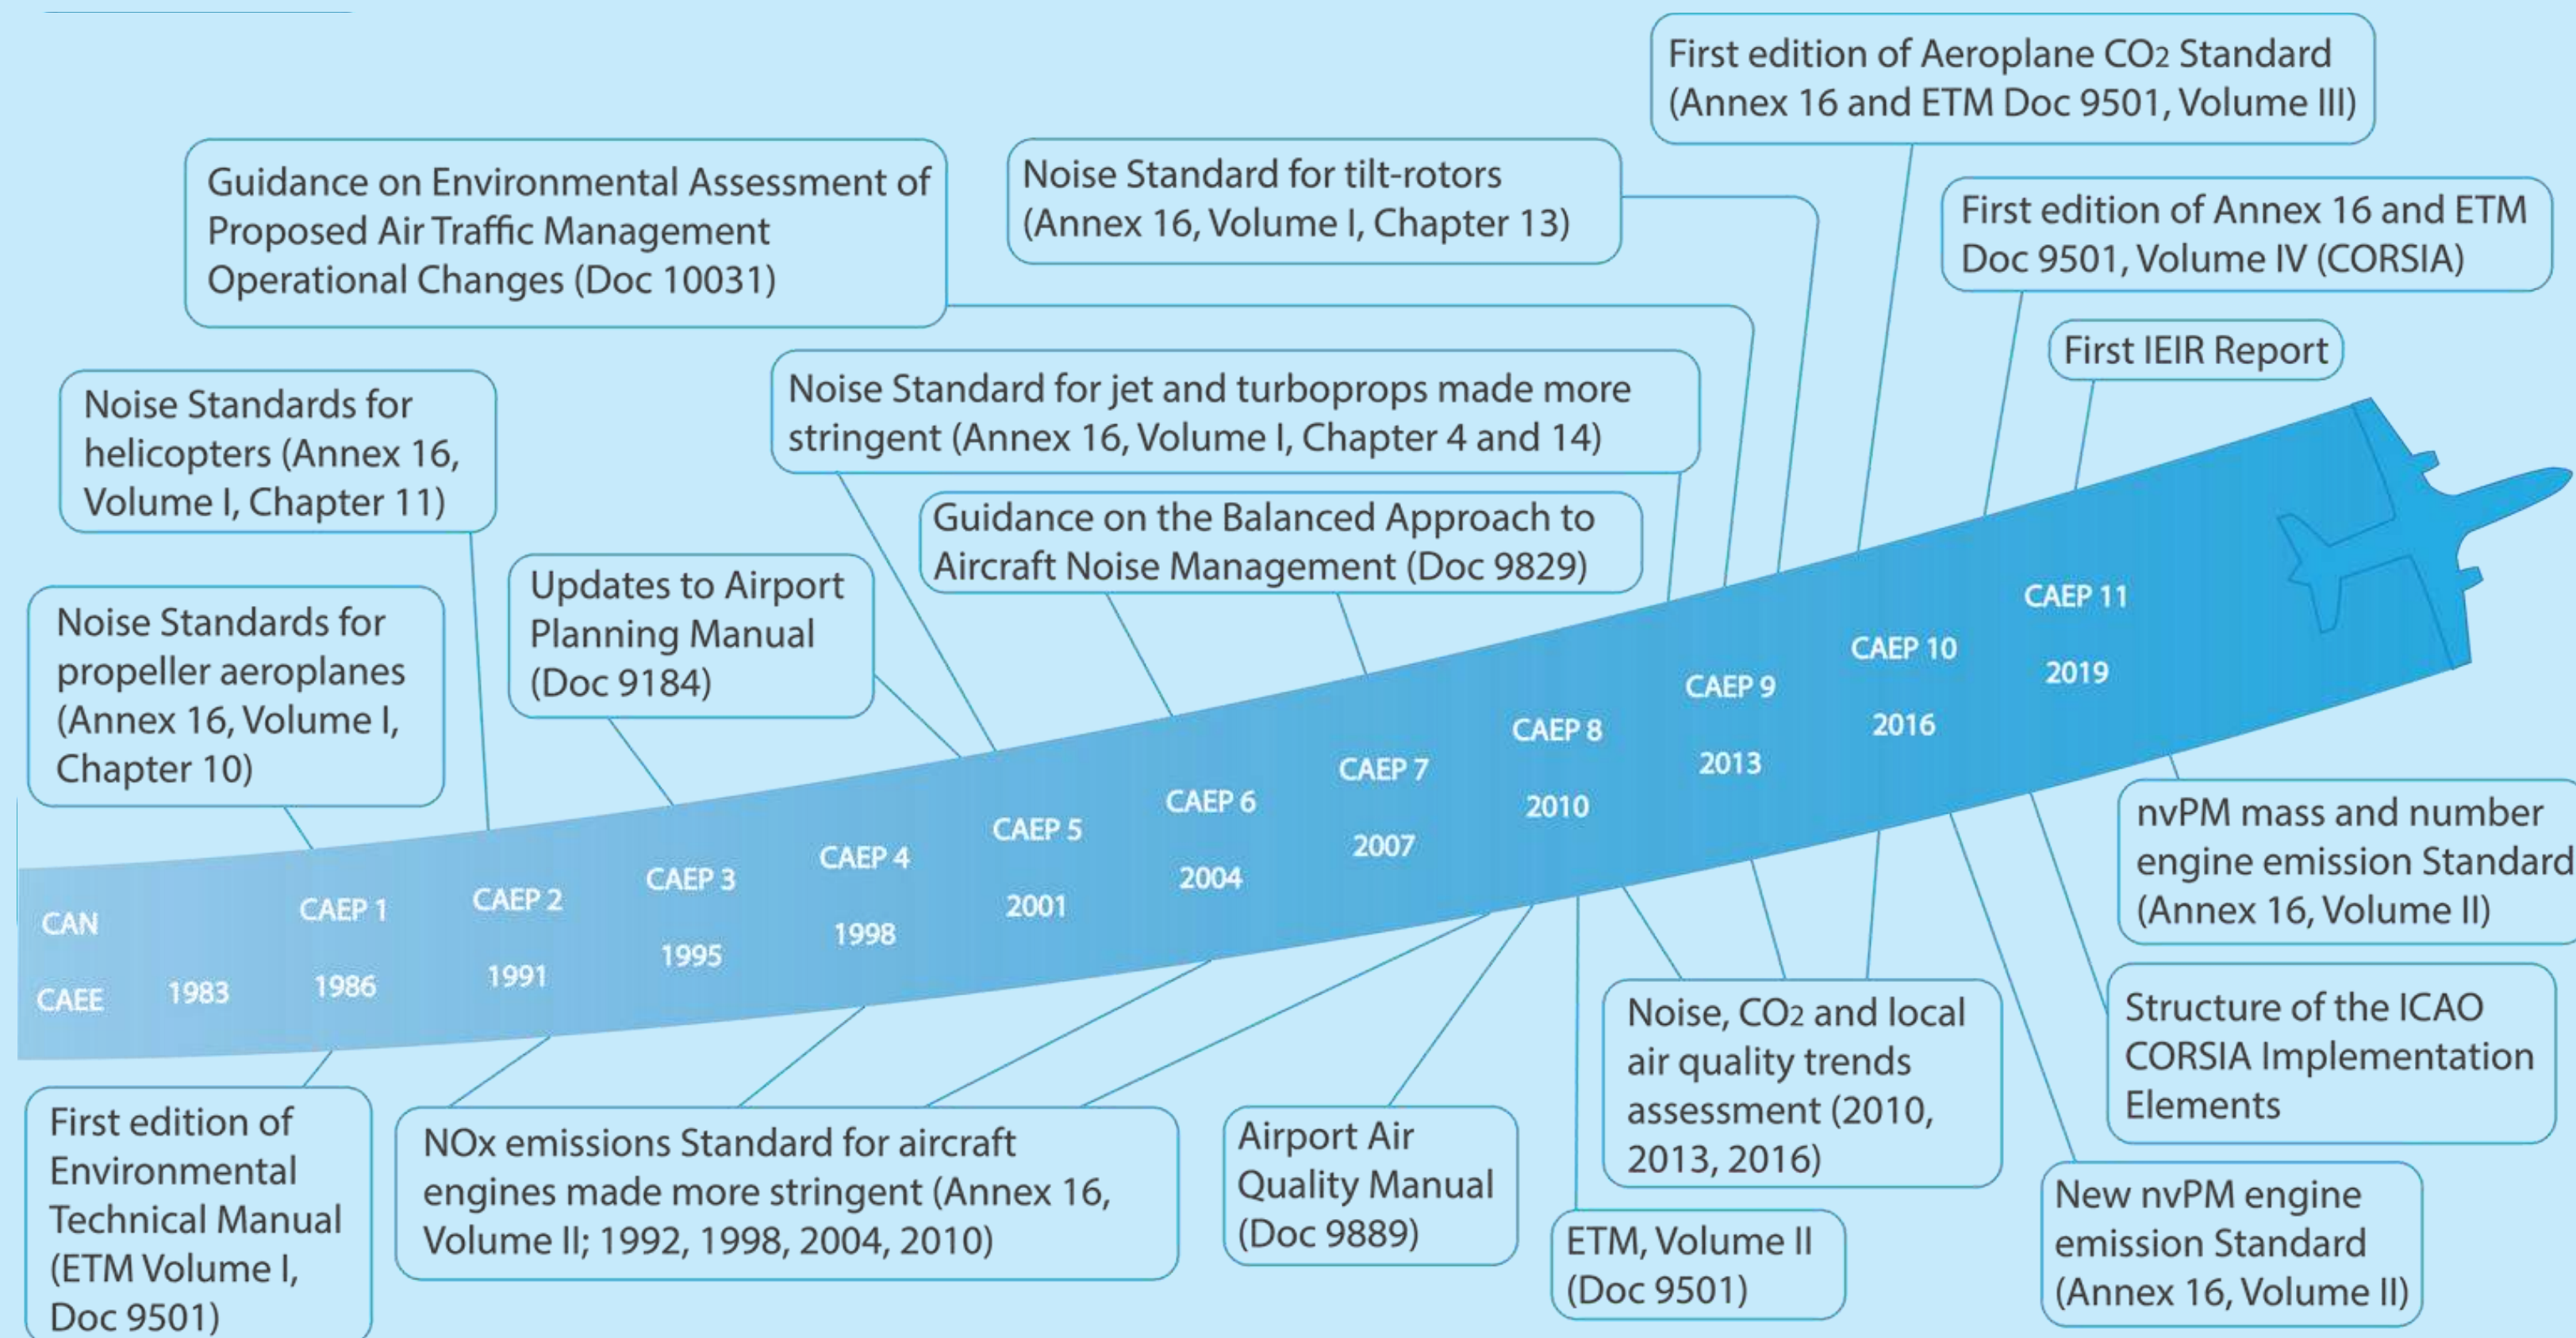 First edition of Aeroplane CO2 Standard
(Annex 16 and ETM Doc 9501, Volume III)
Guidance on Environmental Assessment of
Proposed Air Traffic Management
Operational Changes (Doc 10031)
Noise Standard for tilt-rotors
(Annex 16, Volume I, Chapter 13)
First edition of Annex 16 and ETM
Doc 9501, Volume IV (CORSIA)
First IEIR Report
Noise Standards for
helicopters (Annex 16,
Volume I, Chapter 11)
Noise Standard for jet and turboprops made more
stringent (Annex 16, Volume I, Chapter 4 and 14)
Guidance on the Balanced Approach to
Aircraft Noise Management (Doc 9829)
Noise Standards for
propeller aeroplanes
(Annex 16, Volume I,
Chapter 10)
Updates to Airport
Planning Manual
(Doc 9184)
CAN
CAEE
1983
CAEP 1
1986
CAEP 2
1991
CAEP 3
1995
CAEP 4
1998
CAEP 5
2001
CAEP 6
2004
CAEP 7
2007
CAEP 8
2010
CAEP 9
2013
CAEP 10
2016
CAEP 11
2019
First edition of
Environmental
Technical Manual
(ETM Volume I,
Doc 9501)
NOx emissions Standard for aircraft
engines made more stringent (Annex 16,
Volume II; 1992, 1998, 2004, 2010)
Airport Air
Quality Manual
(Doc 9889)
ETM, Volume II
(Doc 9501)
Noise, CO2 and local
air quality trends
assessment (2010,
2013, 2016)
nvPM mass and number
engine emission Standard
(Annex 16, Volume II)
Structure of the ICAO
CORSIA Implementation
Elements
New nvPM engine
emission Standard
(Annex 16, Volume II)